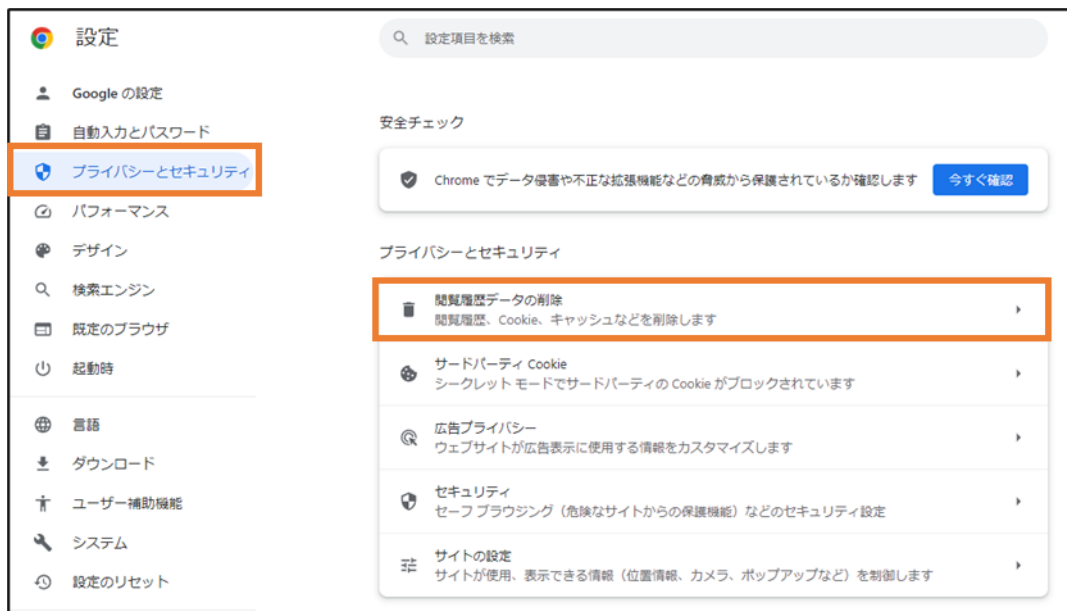 設定
設定項目を検索
Google の設定
自動入力とパスワード
プライバシーとセキュリティ
パフォーマンス
デザイン
検索エンジン
既定のブラウザ
起動時
言語
ダウンロード
ユーザー補助機能
システム
設定のリセット
安全チェック
Chrome でデータ侵害や不正な拡張機能などの脅威から保護されているか確認します
今すぐ確認
プライバシーとセキュリティ
閲覧履歴データの削除
閲覧履歴、Cookie、キャッシュなどを削除します
サードパーティ Cookie
シークレット モードでサードパーティの Cookie がブロックされています
広告プライバシー
ウェブサイトが広告表示に使用する情報をカスタマイズします
セキュリティ
セーフ ブラウジング（危険なサイトからの保護機能）などのセキュリティ設定
サイトの設定
サイトが使用、表示できる情報（位置情報、カメラ、ポップアップなど）を制御します